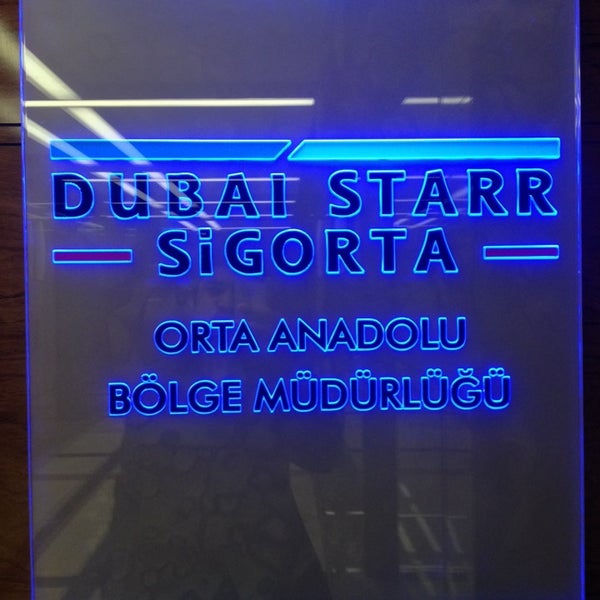 DUBAI STARR
SiGORTA
ORTA ANADOLU
BÖLGE MÜDÜRLÜĞÜ